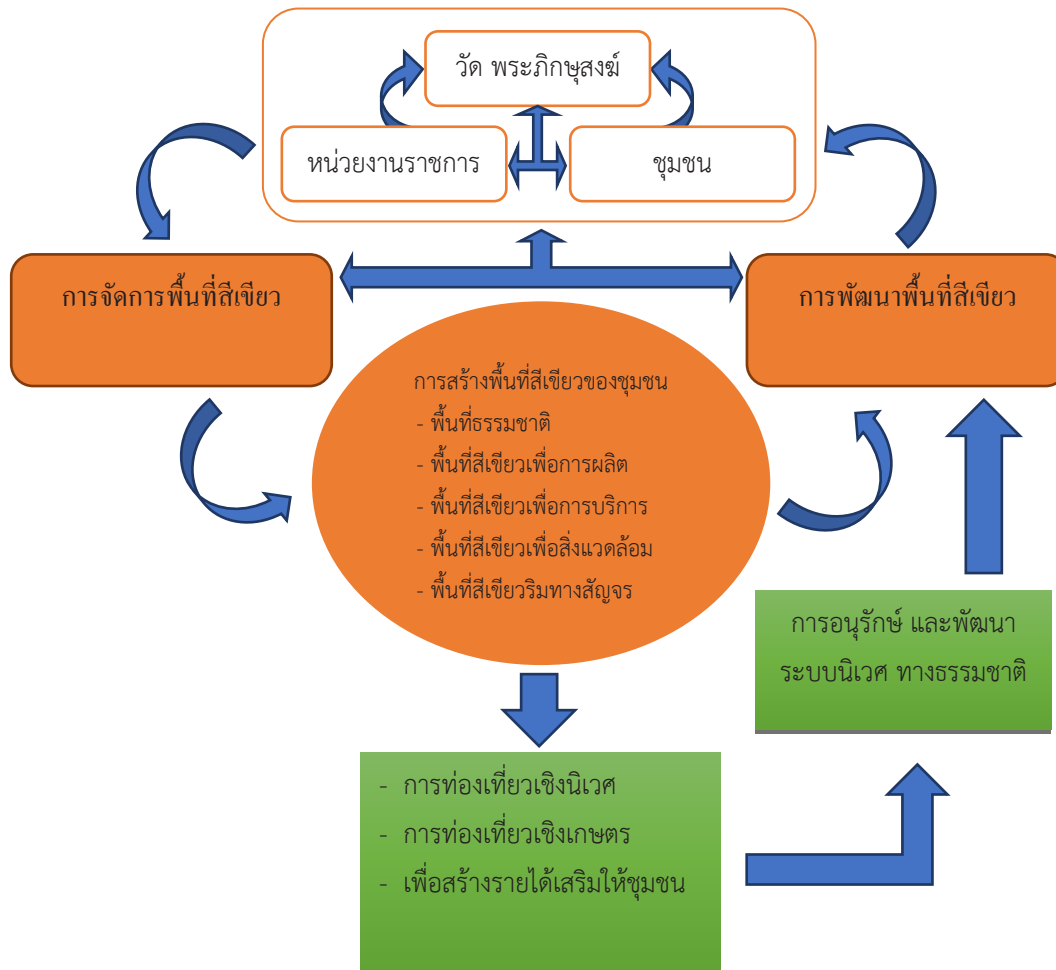 วัด พระภิกษุสงฆ์
หน่วยงานราชการ
ชุมชน
การจัดการพื้นที่สีเขียว
การพัฒนาพื้นที่สีเขียว
การสร้างพื้นที่สีเขียวของชุมชน
- พื้นที่ธรรมชาติ
- พื้นที่สีเขียวเพื่อการผลิต
- พื้นที่สีเขียวเพื่อการบริการ
- พื้นที่สีเขียวเพื่อสิ่งแวดล้อม
- พื้นที่สีเขียวริมทางสัญจร
การอนุรักษ์ และพัฒนา
ระบบนิเวศ ทางธรรมชาติ
- การท่องเที่ยวเชิงนิเวศ
- การท่องเที่ยวเชิงเกษตร
- เพื่อสร้างรายได้เสริมให้ชุมชน